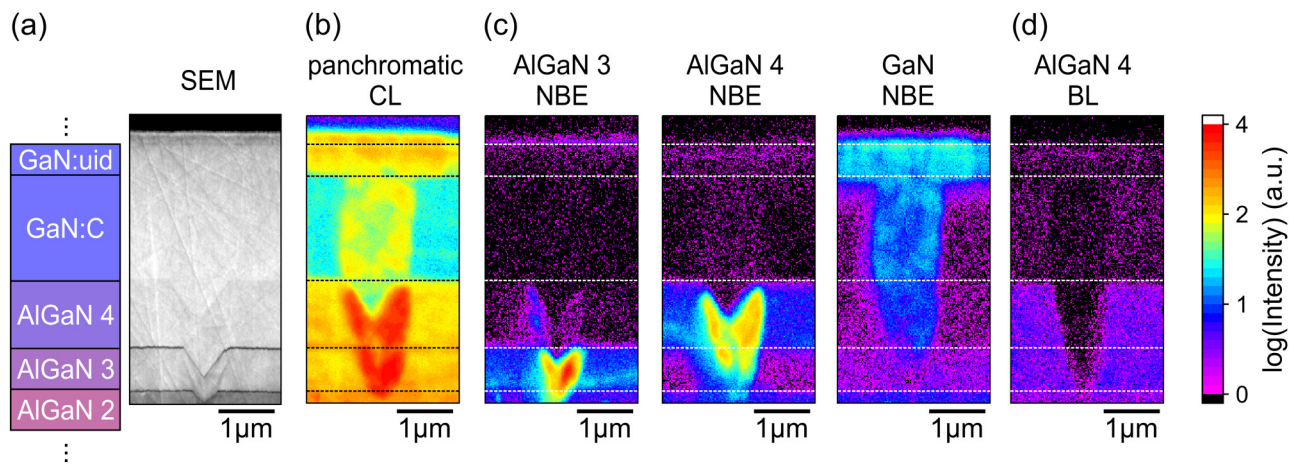 (a)
(b)
(c)
(d)
SEM
panchromatic
CL
AlGaN 3
NBE
AlGaN 4
NBE
GaN
NBE
AlGaN 4
BL
⋮
GaN:uid
GaN:C
AlGaN 4
AlGaN 3
AlGaN 2
⋮
1µm
1µm
1µm
1µm
1µm
1µm
4
2
1
0
log(Intensity) (a.u.)